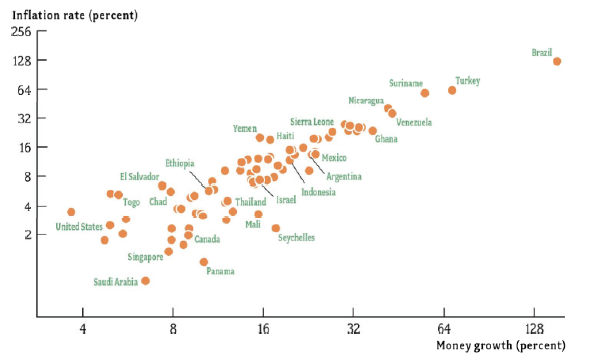 Inflation rate (percent)
256
128
64
32
16
8
4
2
Brazil
Turkey
Suriname
Nicaragua
Venezuela
Sierra Leone
Ghana
Yemen
Haiti
Mexico
Ethiopia
Argentina
El Salvador
Indonesia
Israel
Togo
Chad
Thailand
United States
Mali
Canada
Seychelles
Singapore
Panama
Saudi Arabia
4
8
16
32
64
128
Money growth (percent)